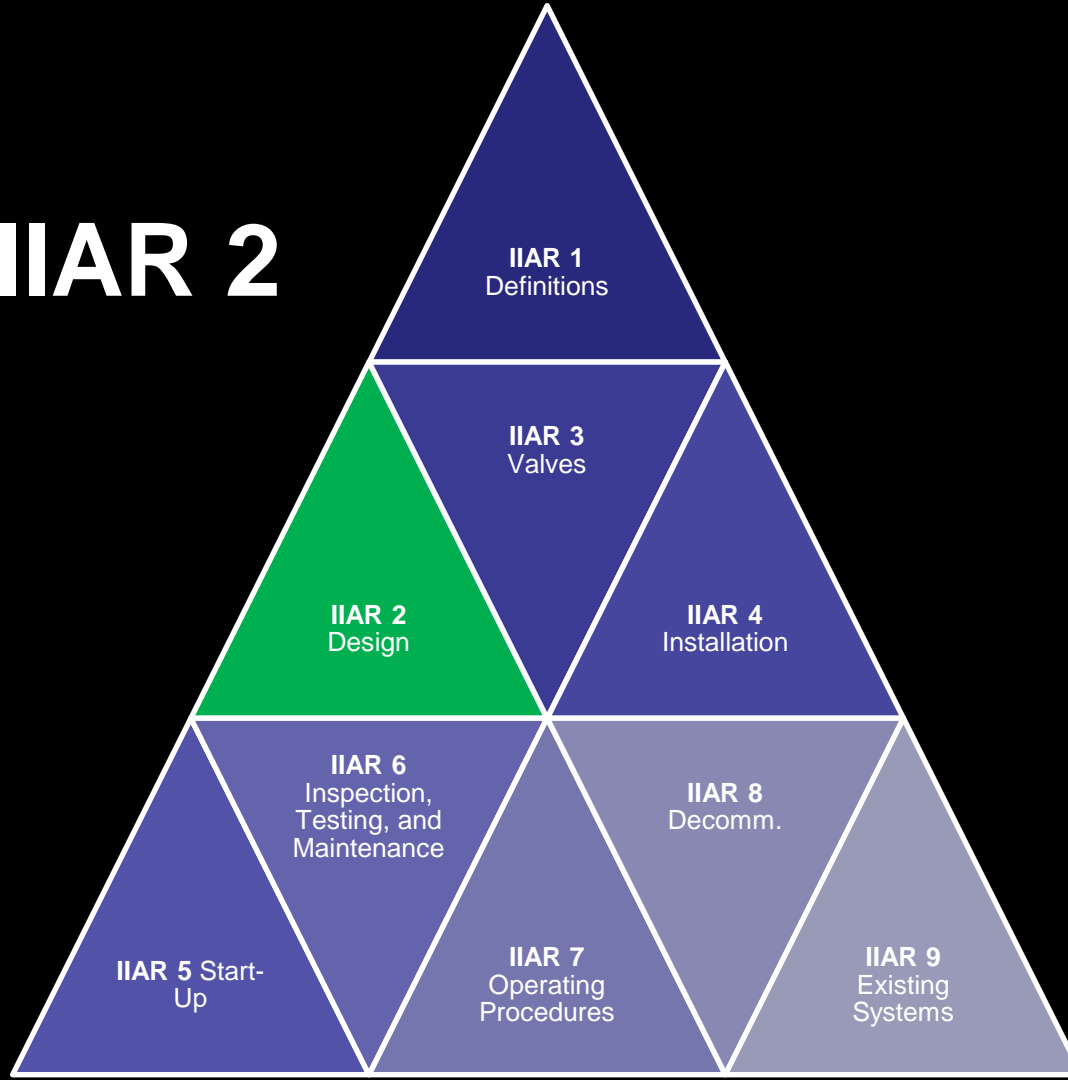 IIAR 2
IIAR 1
Definitions
IIAR 3
Valves
IIAR 2
Design
IIAR 4
Installation
IIAR 6
Inspection,
Testing, and
Maintenance
IIAR 8
Decomm.
IIAR 5 Start-
Up
IIAR 7
Operating
Procedures
IIAR 9
Existing
Systems